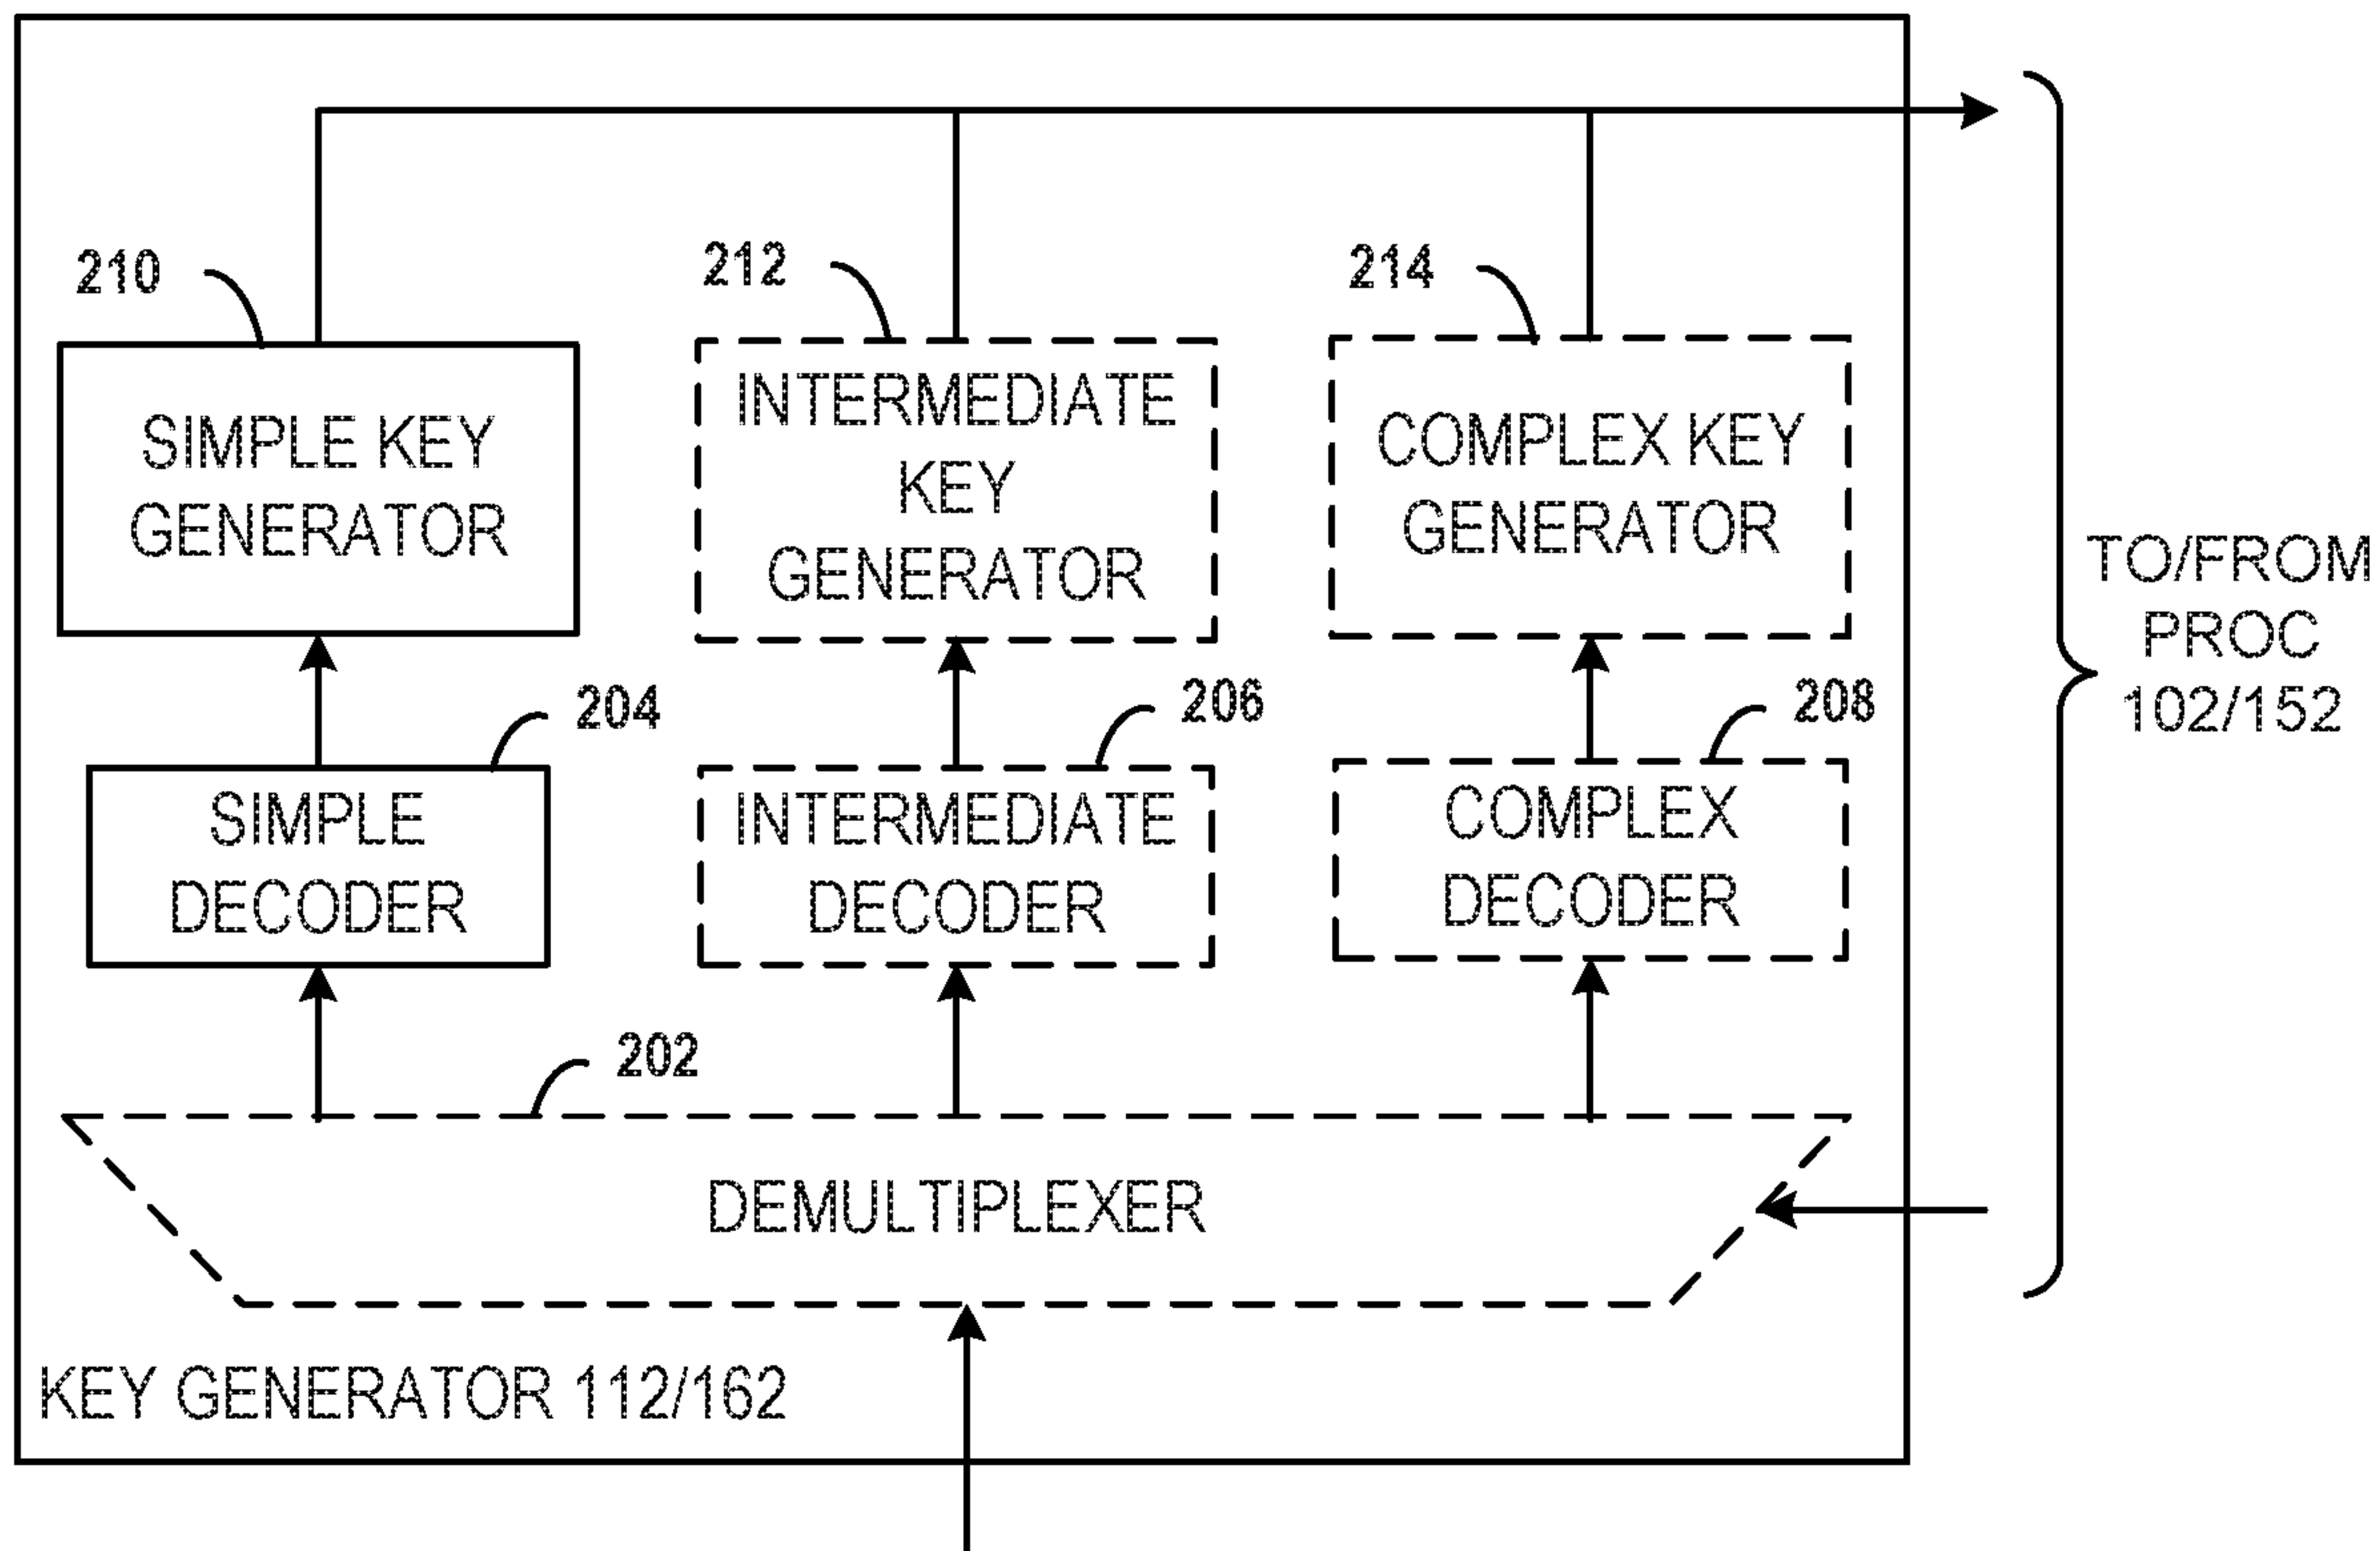 210
212
214
SIMPLE KEY
GENERATOR
INTERMEDIATE
KEY
GENERATOR
COMPLEX KEY
GENERATOR
TO/FROM
PROC
102/152
204
206
208
SIMPLE
DECODER
INTERMEDIATE
DECODER
COMPLEX
DECODER
202
DEMULTIPLEXER
KEY GENERATOR 112/162